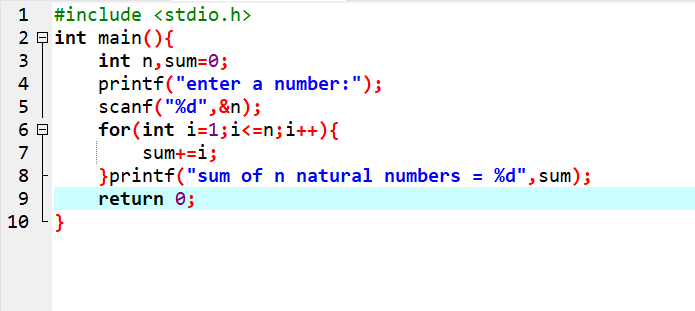 1 #include <stdio.h>
2 int main(){
3 int n,sum=0;
4 printf("enter a number:");
5 scanf("%d",&n);
6 for(int i=1;i<=n;i++){
7 sum+=i;
8 }printf("sum of n natural numbers = %d",sum);
9 return 0;
10 }